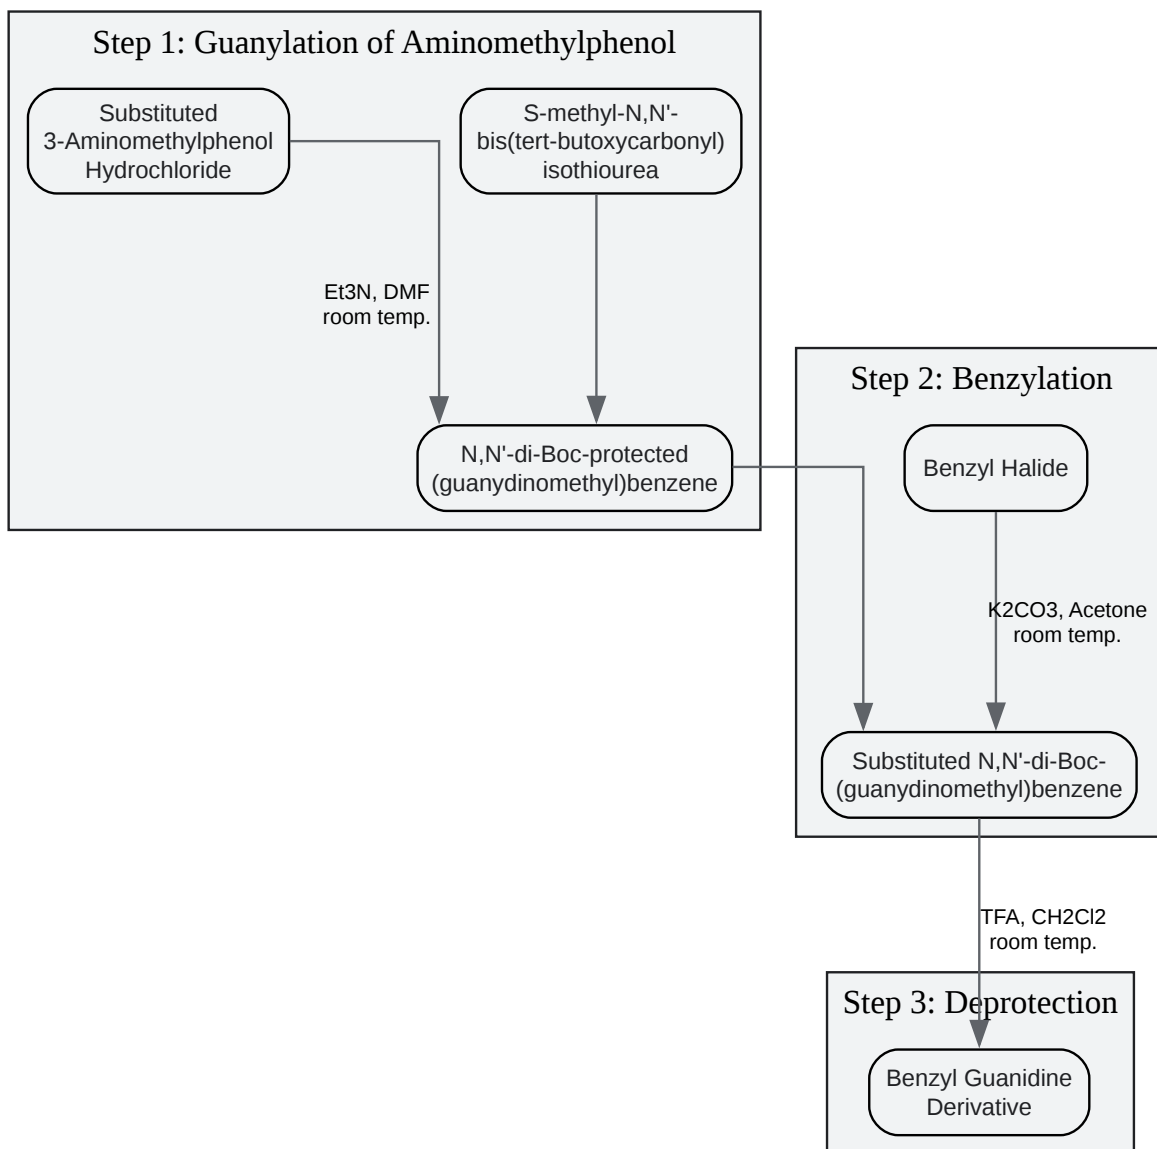 Step 1: Guanylation of Aminomethylphenol
Substituted
3-Aminomethylphenol
Hydrochloride
S-methyl-N,N'-
bis(tert-butoxycarbonyl)
isothiourea
Et3N, DMF
room temp.
N,N'-di-Boc-protected
(guanydinomethyl)benzene
Step 2: Benzylation
Benzyl Halide
K2CO3, Acetone
room temp.
Substituted N,N'-di-Boc-
(guanydinomethyl)benzene
TFA, CH2Cl2
room temp.
Step 3: Deprotection
Benzyl Guanidine
Derivative